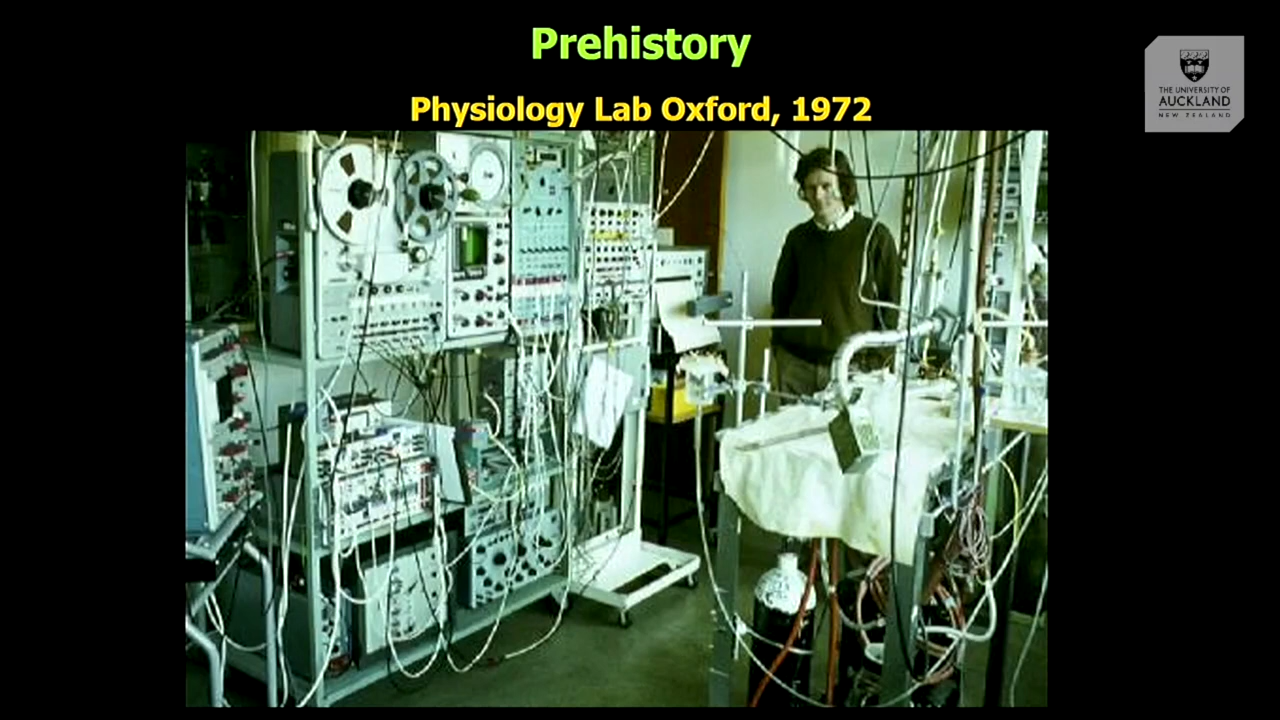 Prehistory
Physiology Lab Oxford, 1972
THE UNIVERSITY OF
AUCKLAND
NEW ZEALAND